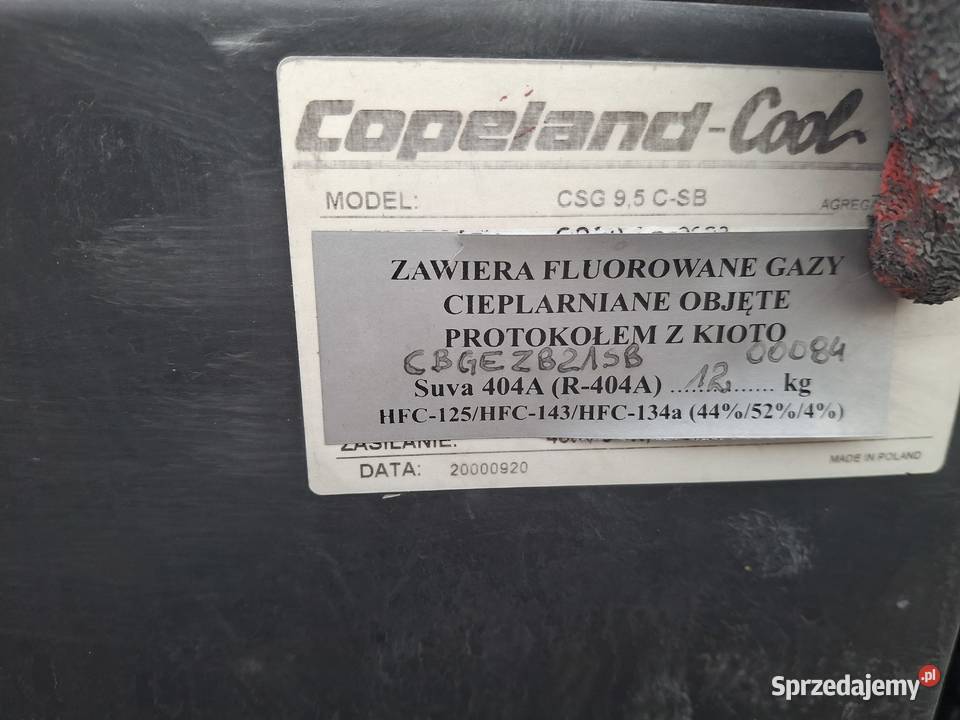 Copeland-Cool
MODEL: CSG 9,5 C-SB
ZAWIERA FLUOROWANE GAZY
CIEPLARNIANE OBJĘTE
PROTOKOŁEM Z KIOTO
CBGEZB21SB 00084
Suva 404A (R-404A) ......12......... kg
HFC-125/HFC-143/HFC-134a (44%/52%/4%)
ZASILANIE:
DATA: 20000920 MADE IN POLAND
Sprzedajemy.pl